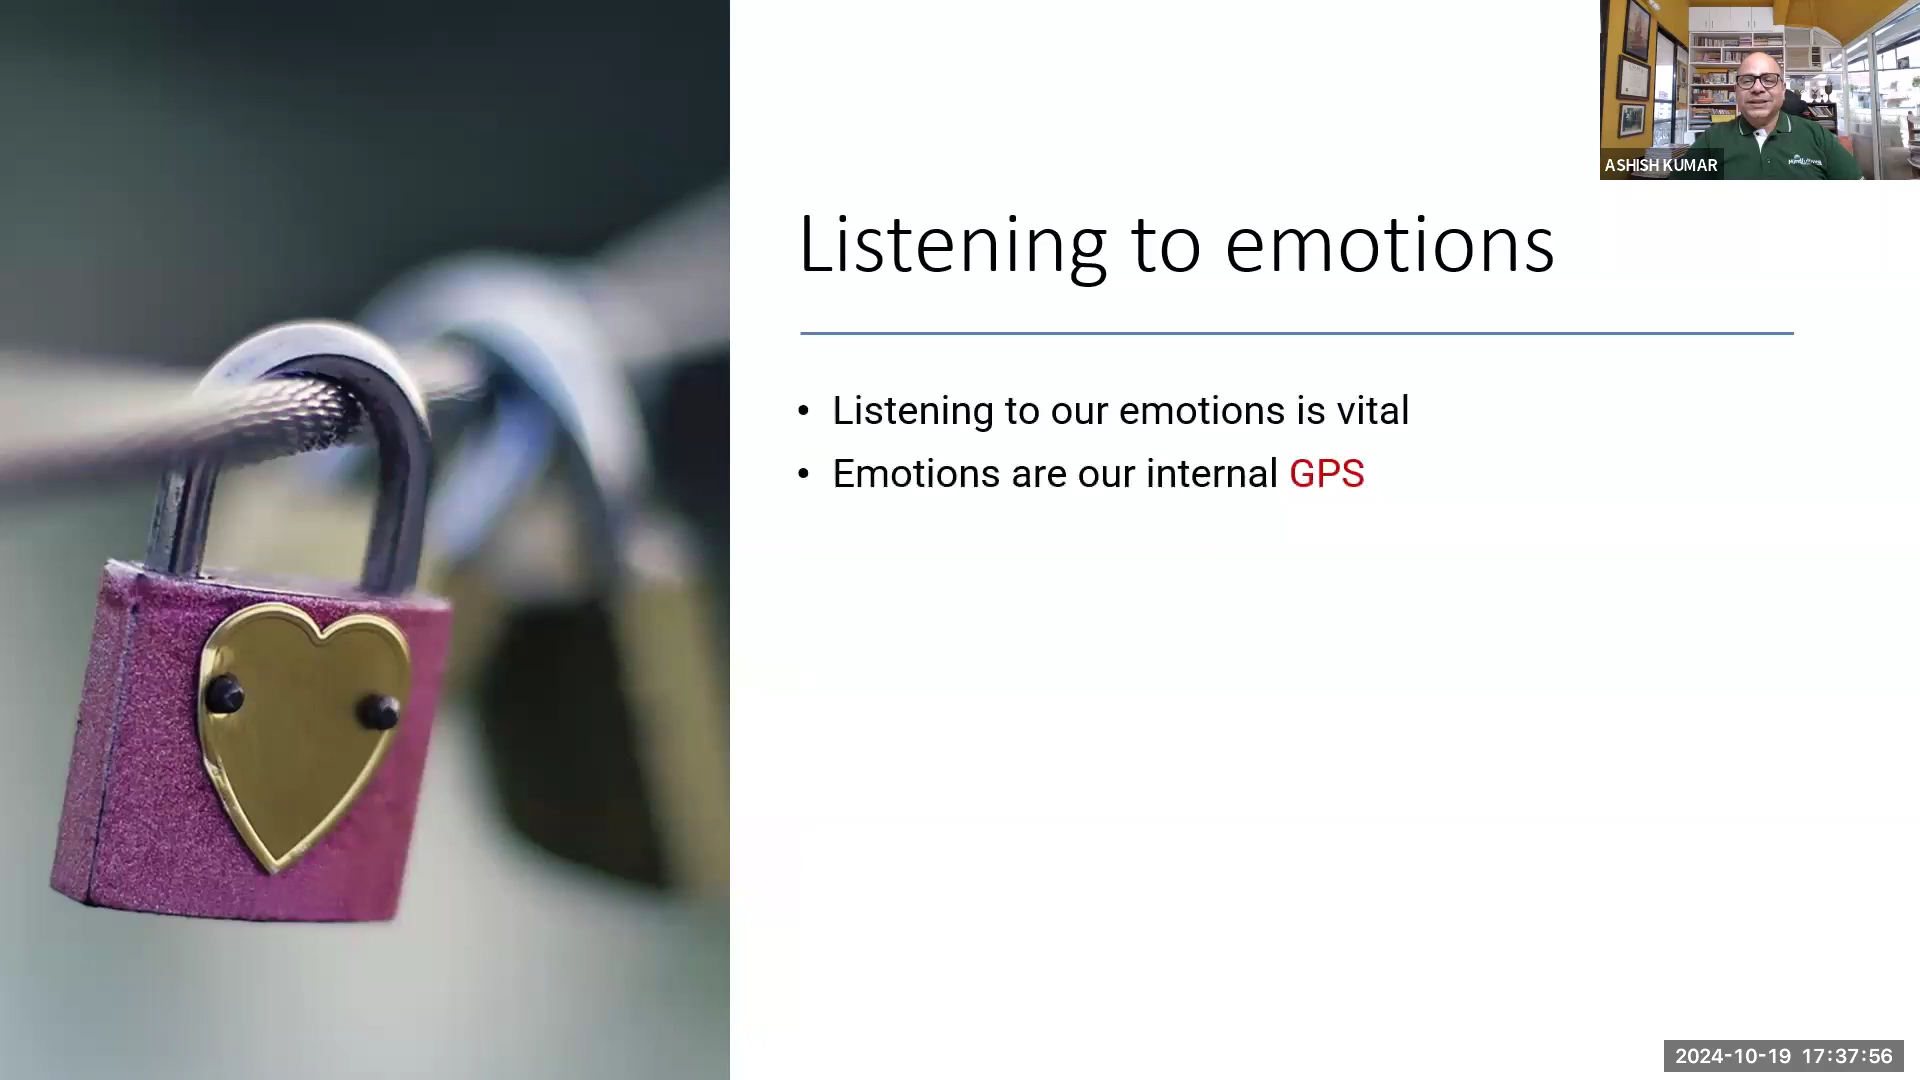 ASHISH KUMAR
Listening to emotions
• Listening to our emotions is vital
• Emotions are our internal GPS
2024-10-19 17:37:56